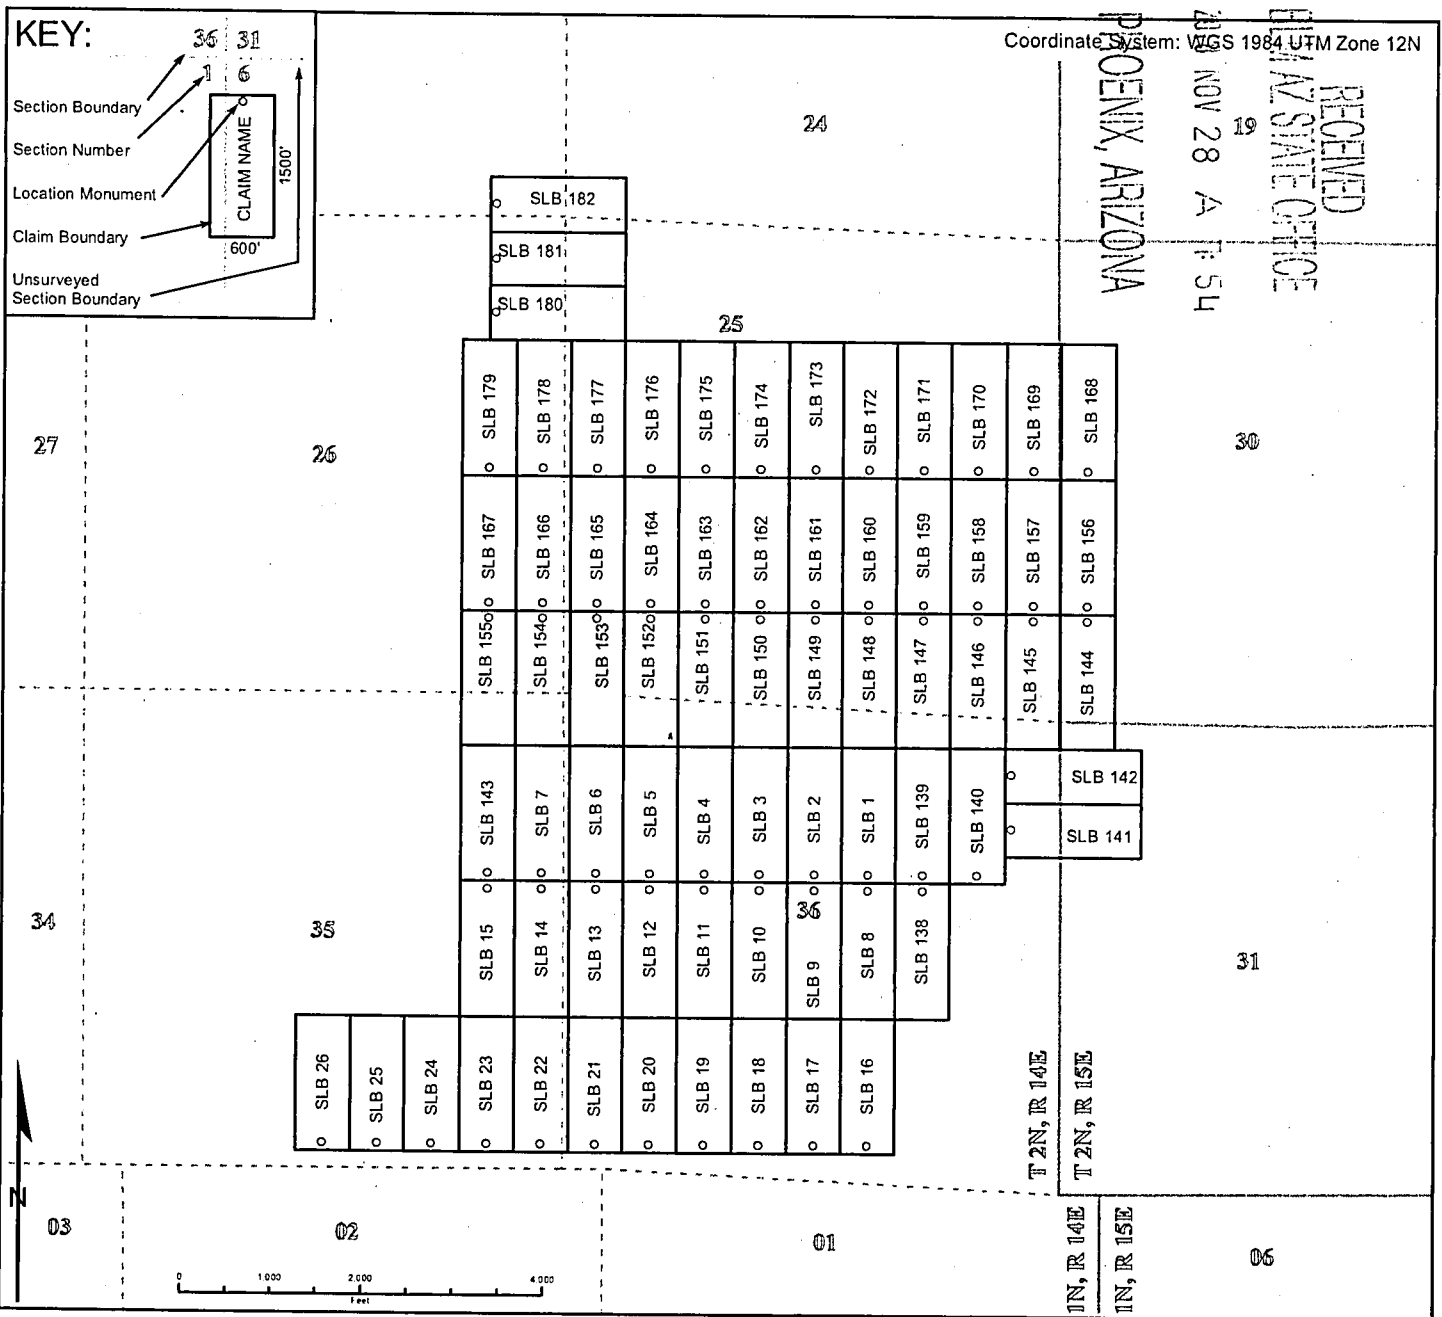 KEY:
36 31
1 6
Section Boundary
Section Number
Location Monument
Claim Boundary
Unsurveyed
Section Boundary
CLAIM NAME
1500'
600'
Coordinate System: WGS 1984 UTM Zone 12N
RECEIVED
BLM AZ STATE OFFICE
NOV 28 A 7:54
PHOENIX, ARIZONA
24
19
SLB 182
SLB 181
SLB 180
25
27
26
30
SLB 179
SLB 178
SLB 177
SLB 176
SLB 175
SLB 174
SLB 173
SLB 172
SLB 171
SLB 170
SLB 169
SLB 168
SLB 167
SLB 166
SLB 165
SLB 164
SLB 163
SLB 162
SLB 161
SLB 160
SLB 159
SLB 158
SLB 157
SLB 156
SLB 155
SLB 154
SLB 153
SLB 152
SLB 151
SLB 150
SLB 149
SLB 148
SLB 147
SLB 146
SLB 145
SLB 144
SLB 143
SLB 7
SLB 6
SLB 5
SLB 4
SLB 3
SLB 2
SLB 1
SLB 139
SLB 140
SLB 142
SLB 141
34
35
36
31
SLB 15
SLB 14
SLB 13
SLB 12
SLB 11
SLB 10
SLB 9
SLB 8
SLB 138
SLB 26
SLB 25
SLB 24
SLB 23
SLB 22
SLB 21
SLB 20
SLB 19
SLB 18
SLB 17
SLB 16
T 2N, R 14E
T 2N, R 15E
N
03
02
01
06
1N, R 14E
1N, R 15E
0 1,000 2,000 4,000
Feet